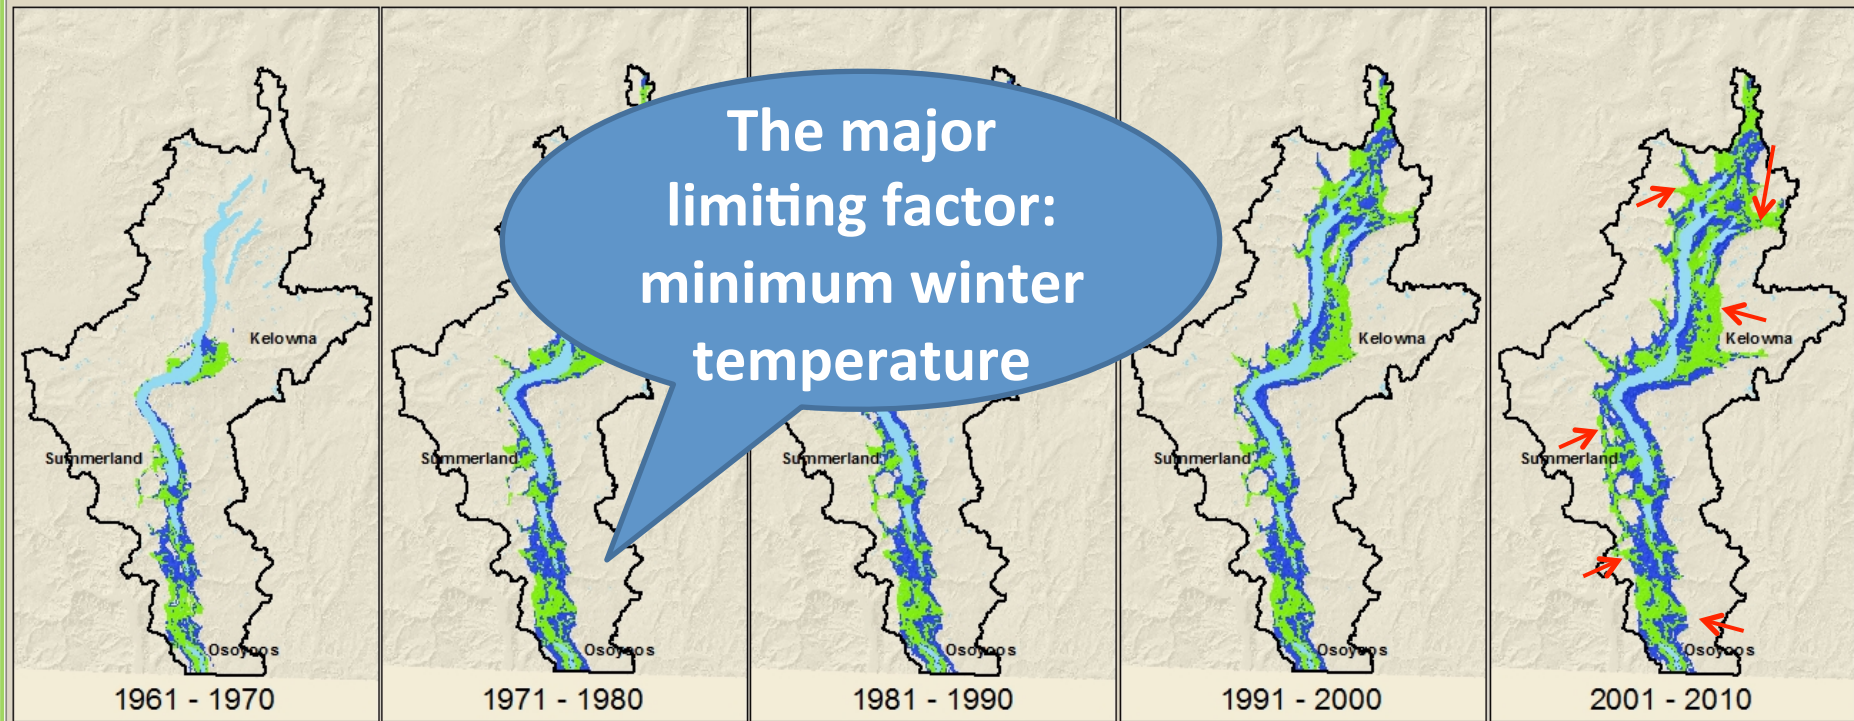 The major
limiting factor:
minimum winter
temperature
Kelowna
Summerland
Osoyoos
1961 - 1970
Summerland
Osoyoos
1971 - 1980
Summerland
Osoyoos
1981 - 1990
Kelowna
Summerland
Osoyoos
1991 - 2000
Kelowna
Summerland
Osoyoos
2001 - 2010